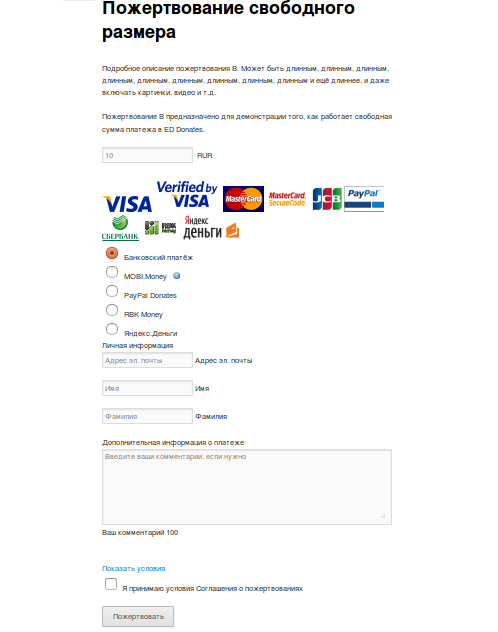 Пожертвование свободного
размера
Подробное описание пожертвования В. Может быть длинным, длинным, длинным,
длинным, длинным, длинным, длинным, длинным, длинным и ещё длиннее, и даже
включать картинки, видео и т.д.
Пожертвование В предназначено для демонстрации того, как работает свободная
сумма платежа в ED Donates.
10 RUR
VISA Verified by VISA MasterCard MasterCard. SecureCode. JCB PayPal
СБЕРБАНК RBK Money Яндекс деньги
Банковский платёж
MOBI.Money
PayPal Donates
RBK Money
Яндекс.Деньги
Личная информация
Адрес эл. почты Адрес эл. почты
Имя Имя
Фамилия Фамилия
Дополнительная информация о платеже
Введите ваши комментарии, если нужно
Ваш комментарий 100
Показать условия
Я принимаю условия Соглашения о пожертвованиях
Пожертвовать